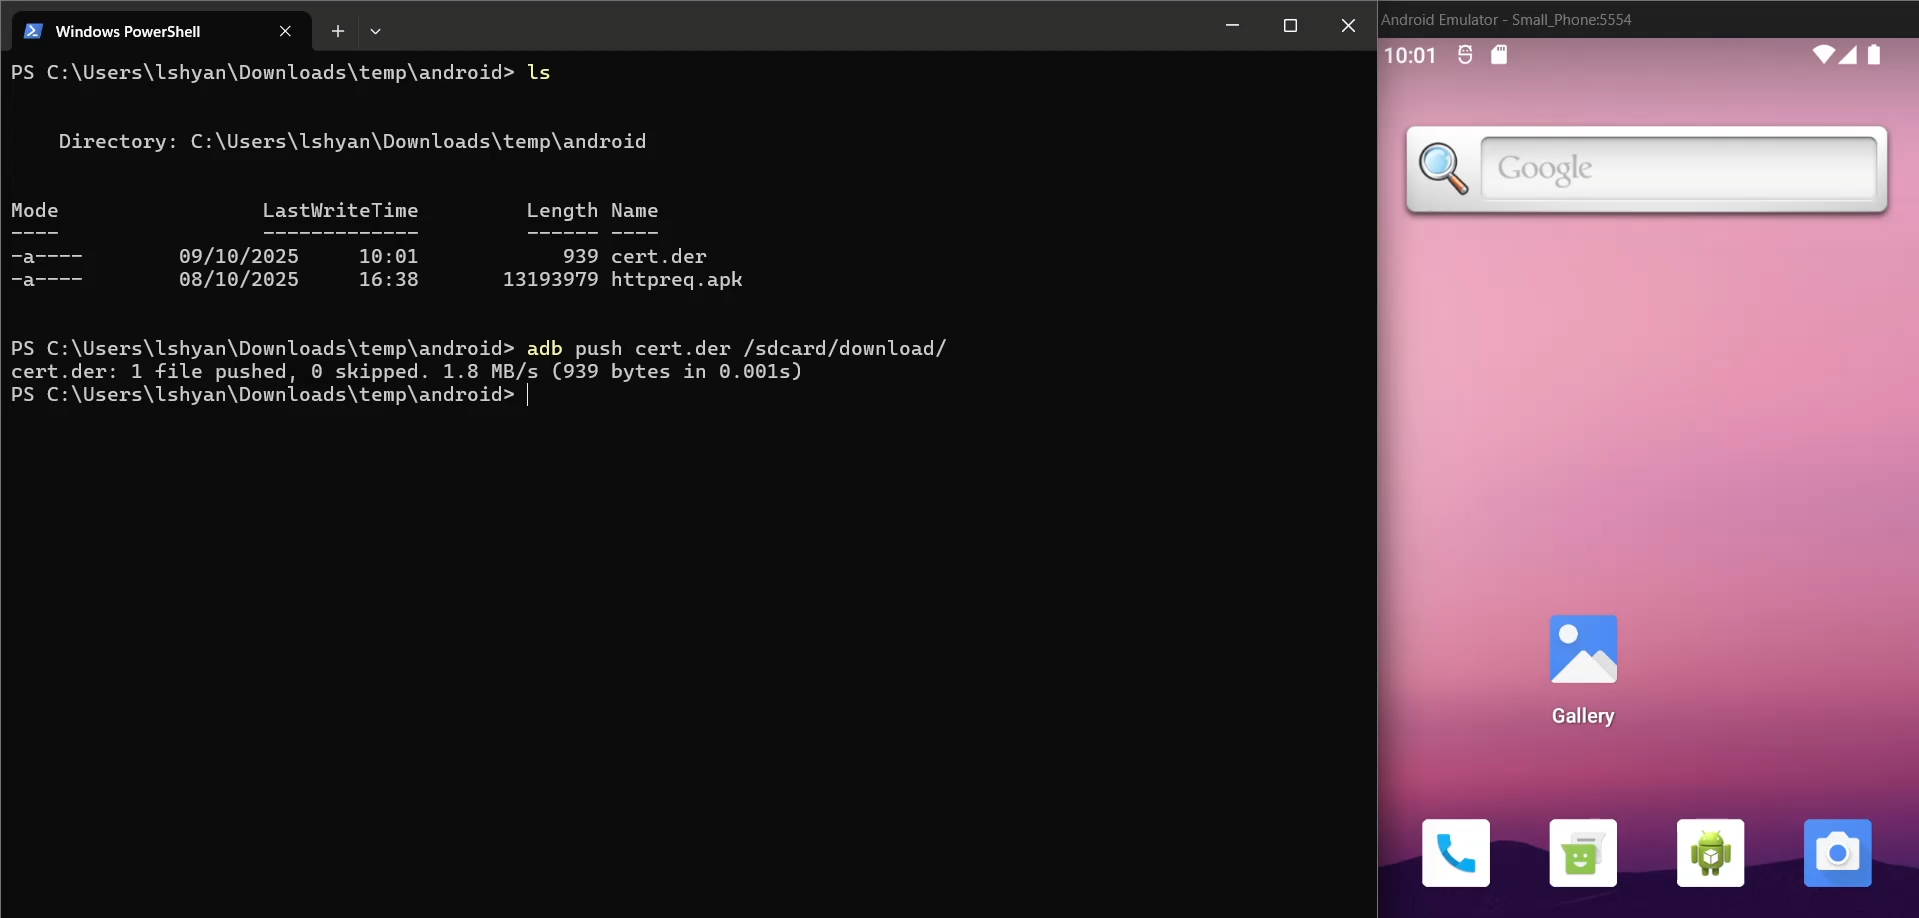 Windows PowerShell
PS C:\Users\lshyan\Downloads\temp\android> ls
Directory: C:\Users\lshyan\Downloads\temp\android
Mode LastWriteTime Length Name
---- ------------- ------ ----
-a---- 09/10/2025 10:01 939 cert.der
-a---- 08/10/2025 16:38 13193979 httpreq.apk
PS C:\Users\lshyan\Downloads\temp\android> adb push cert.der /sdcard/download/
cert.der: 1 file pushed, 0 skipped. 1.8 MB/s (939 bytes in 0.001s)
PS C:\Users\lshyan\Downloads\temp\android>
Android Emulator - Small_Phone:5554
10:01
Google
Gallery